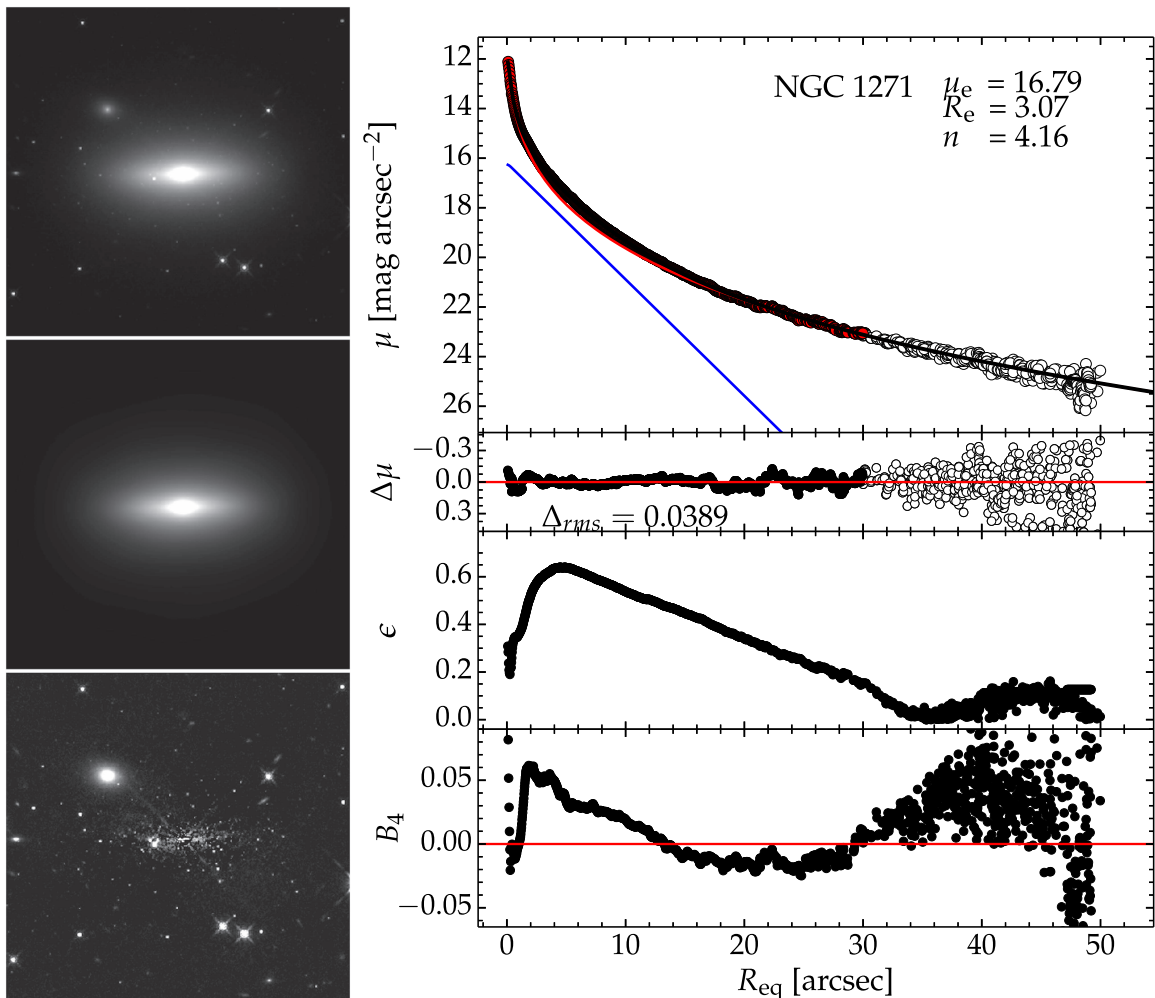 NGC 1271
μe = 16.79
Re = 3.07
n = 4.16
μ [mag arcsec−2]
12
14
16
18
20
22
24
26
Δμ
−0.3
0.0
0.3
Δrms = 0.0389
ϵ
0.6
0.4
0.2
0.0
B4
0.05
0.00
−0.05
0 10 20 30 40 50
Req [arcsec]